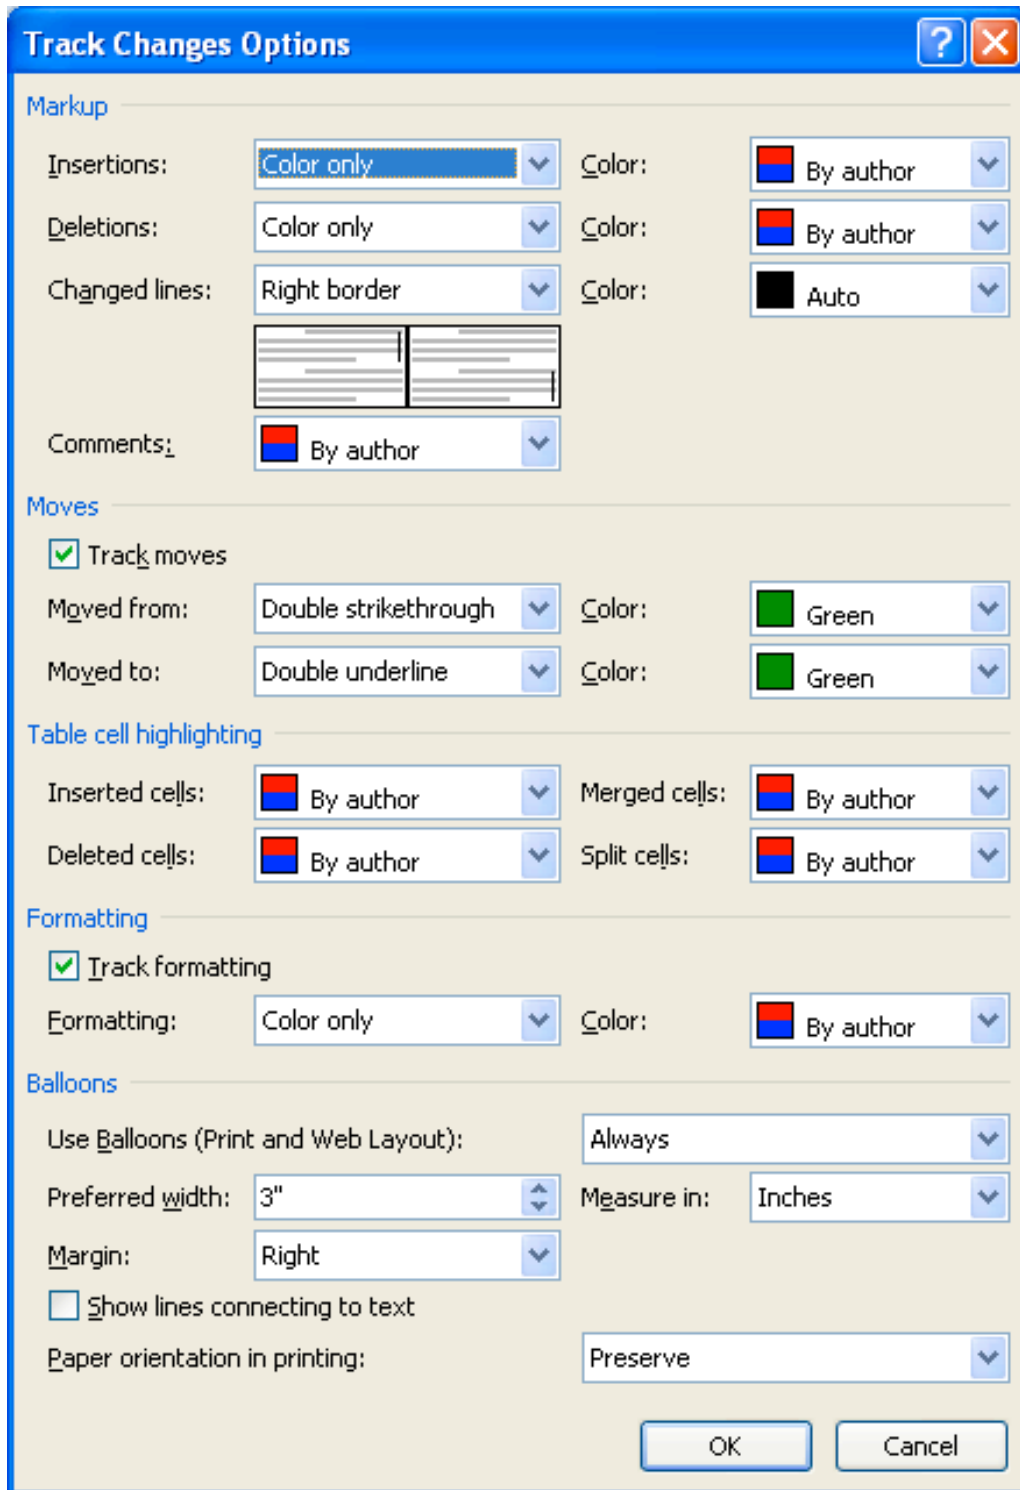 Track Changes Options ?
Markup
Insertions: Color only Color: By author
Deletions: Color only Color: By author
Changed lines: Right border Color: Auto
Comments: By author
Moves
Track moves
Moved from: Double strikethrough Color: Green
Moved to: Double underline Color: Green
Table cell highlighting
Inserted cells: By author Merged cells: By author
Deleted cells: By author Split cells: By author
Formatting
Track formatting
Formatting: Color only Color: By author
Balloons
Use Balloons (Print and Web Layout): Always
Preferred width: 3" Measure in: Inches
Margin: Right
Show lines connecting to text
Paper orientation in printing: Preserve
OK Cancel